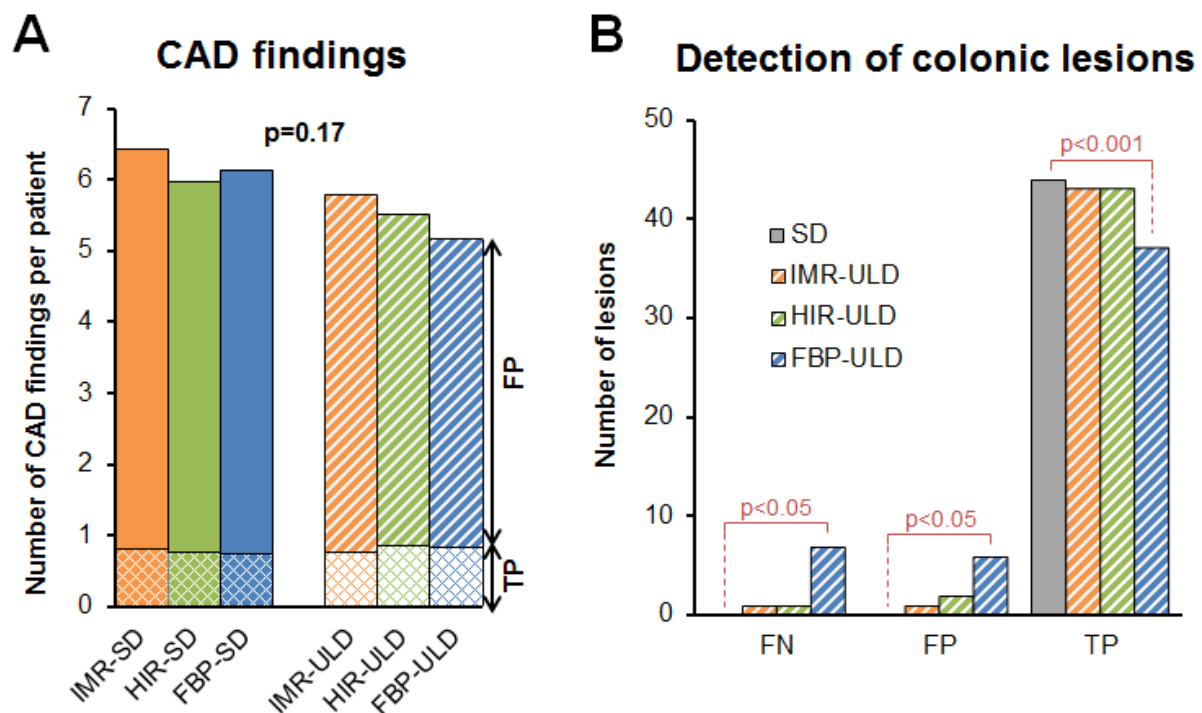 A
CAD findings
Number of CAD findings per patient
7
6
5
4
3
2
1
0
p=0.17
FP
TP
IMR-SD
HIR-SD
FBP-SD
IMR-ULD
HIR-ULD
FBP-ULD
B
Detection of colonic lesions
Number of lesions
50
40
30
20
10
0
SD
IMR-ULD
HIR-ULD
FBP-ULD
p<0.05
p<0.05
p<0.001
FN
FP
TP